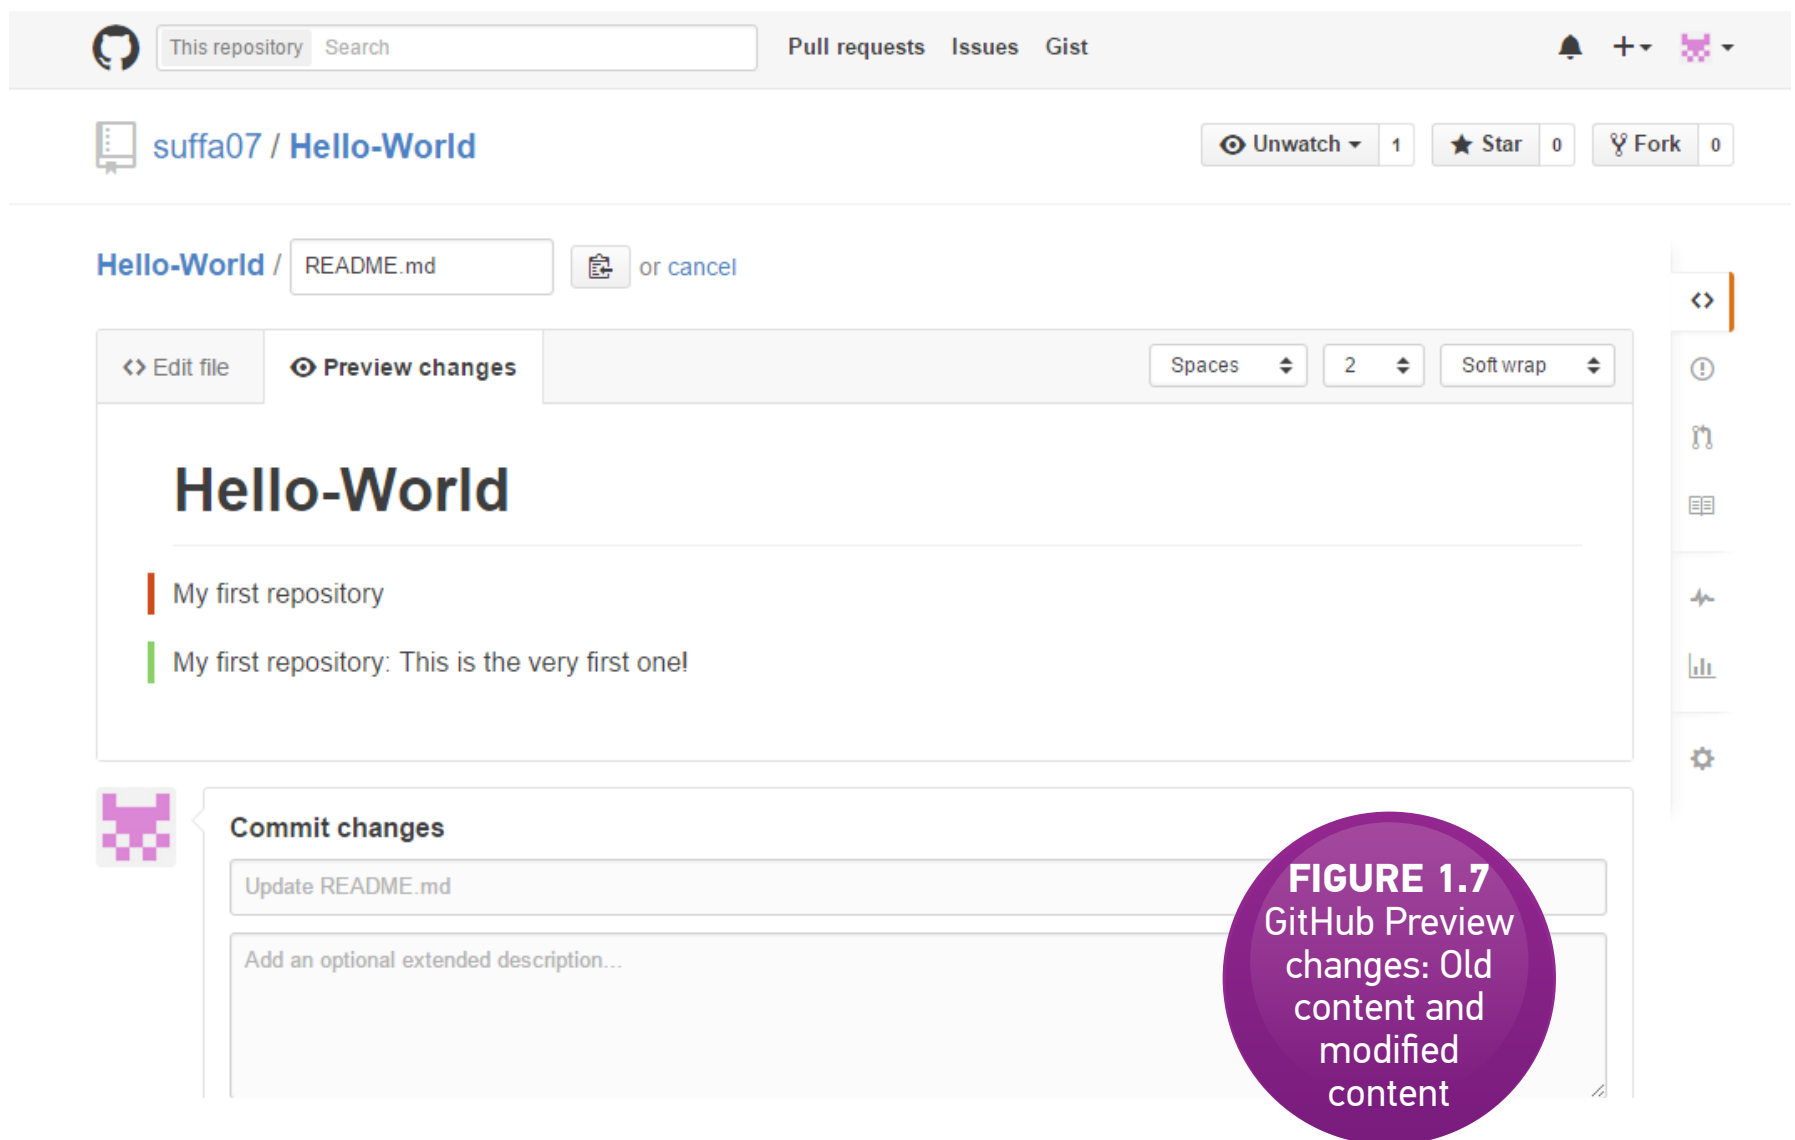 This repository Search Pull requests Issues Gist
suffa07 / Hello-World Unwatch 1 Star 0 Fork 0
Hello-World / README.md or cancel
Edit file Preview changes Spaces 2 Soft wrap
Hello-World
My first repository
My first repository: This is the very first one!
Commit changes
Update README.md
Add an optional extended description...
FIGURE 1.7
GitHub Preview
changes: Old
content and
modified
content